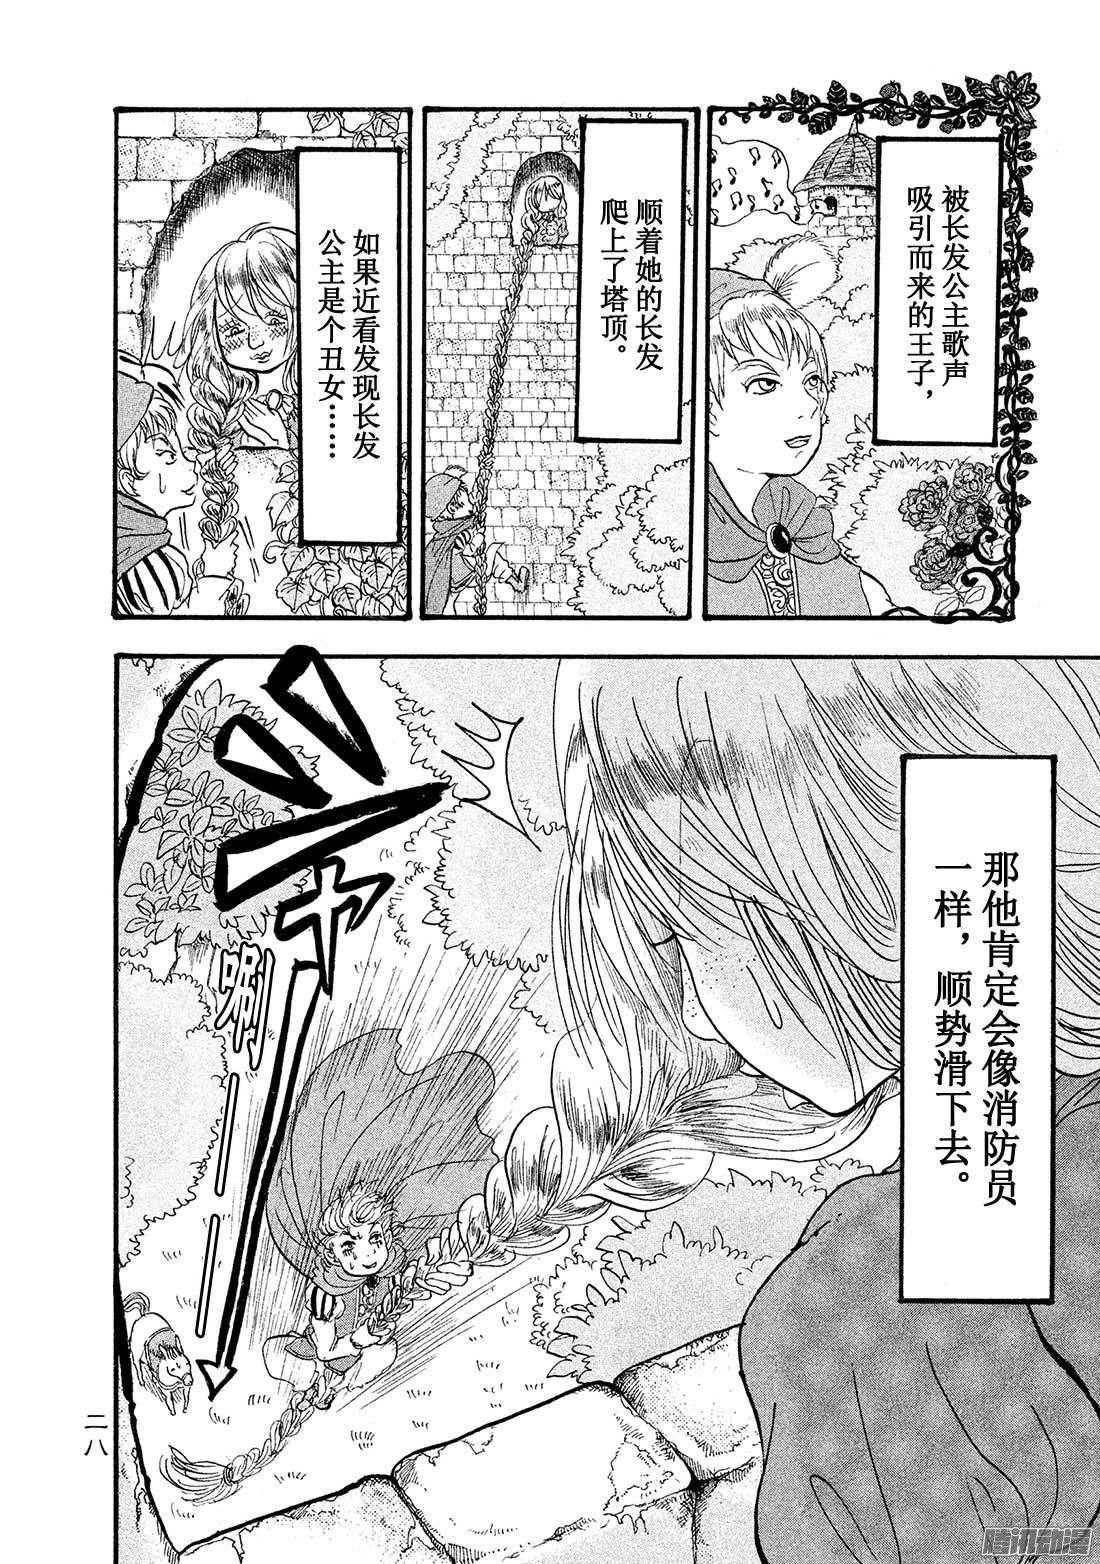 被长发公主歌声
吸引而来的王子，
顺着她的长发
爬上了塔顶。
如果近看发现长发
公主是个丑女……
那他肯定会像消防员
一样，顺势滑下去。
唰———
二八
腾讯动漫